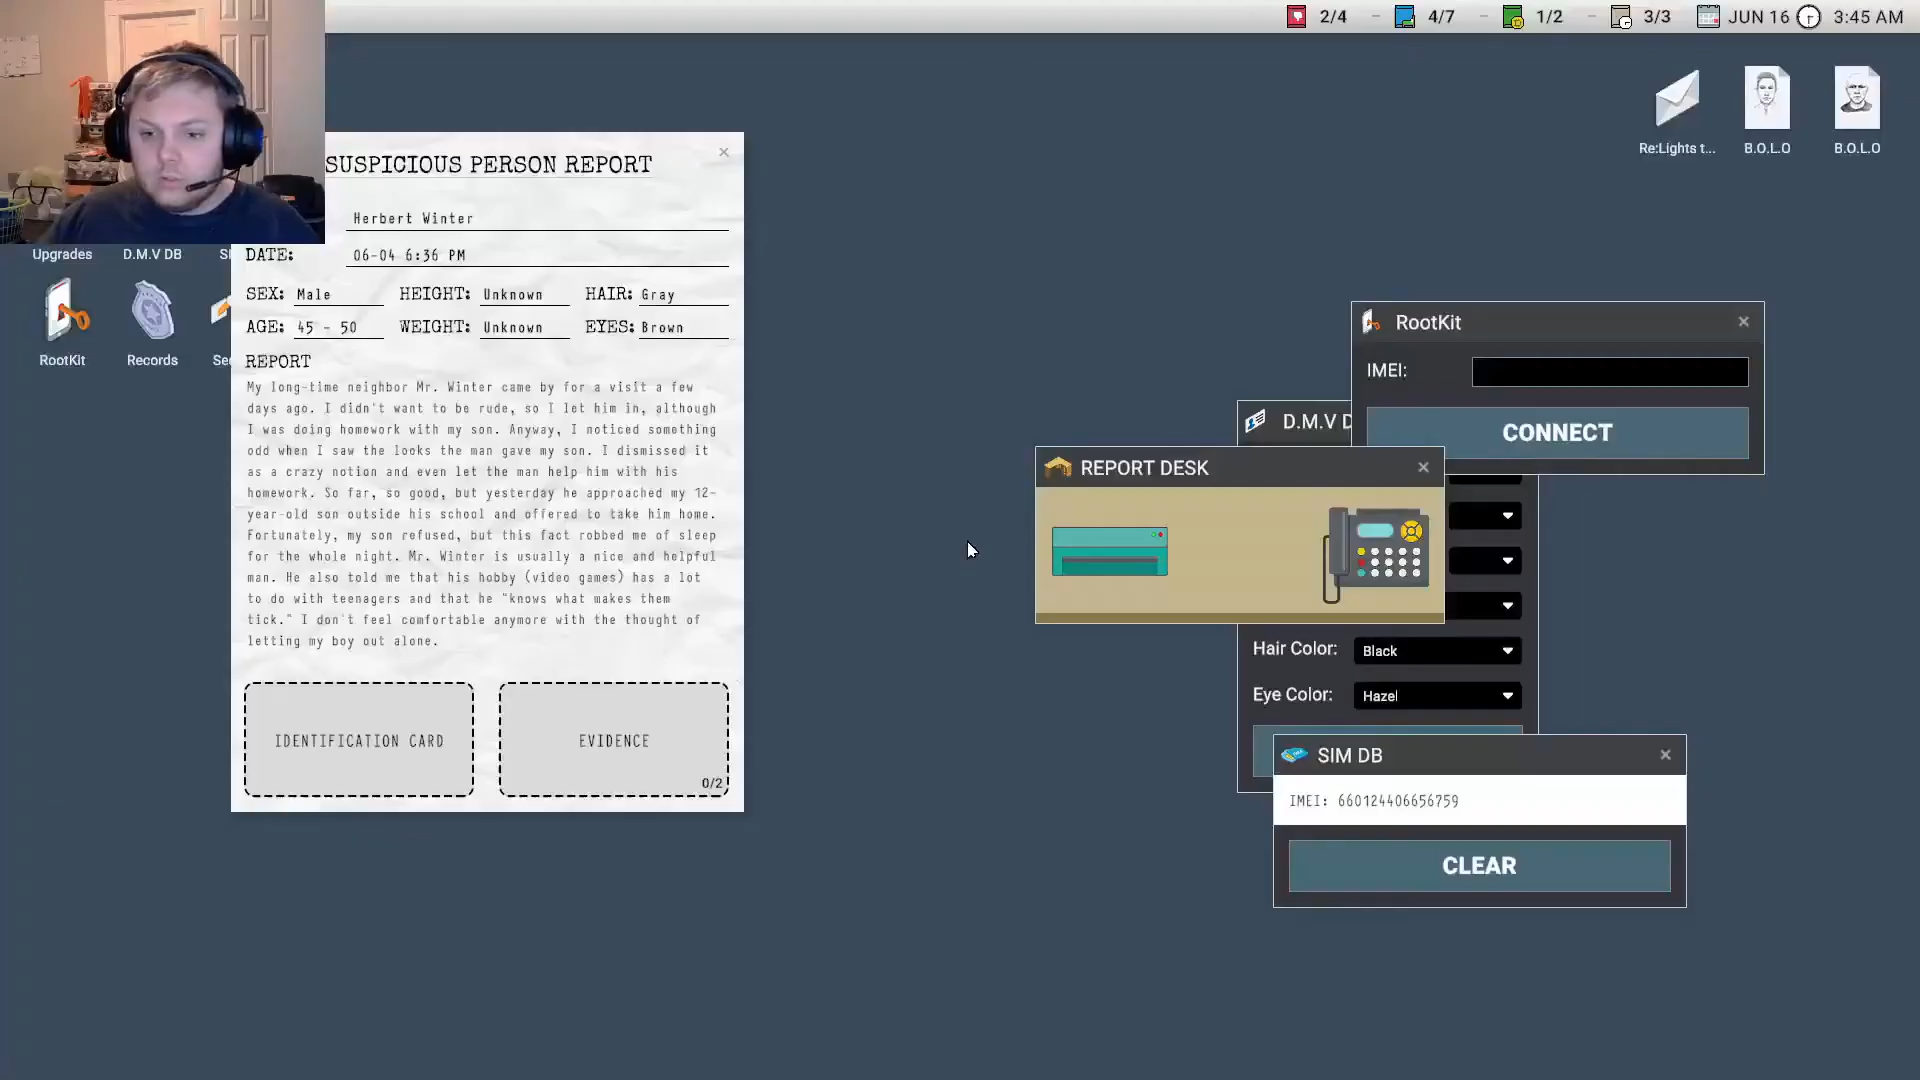 2/4
4/7
1/2
3/3
JUN 16
3:45 AM
Re:Lights t...
B.O.L.O
B.O.L.O
Upgrades
D.M.V DB
RootKit
Records
SUSPICIOUS PERSON REPORT
Herbert Winter
DATE: 06-04 6:36 PM
SEX: Male HEIGHT: Unknown HAIR: Gray
AGE: 45 - 50 WEIGHT: Unknown EYES: Brown
REPORT
My long-time neighbor Mr. Winter came by for a visit a few
days ago. I didn't want to be rude, so I let him in, although
I was doing homework with my son. Anyway, I noticed something
odd when I saw the looks the man gave my son. I dismissed it
as a crazy notion and even let the man help him with his
homework. So far, so good, but yesterday he approached my 12-
year-old son outside his school and offered to take him home.
Fortunately, my son refused, but this fact robbed me of sleep
for the whole night. Mr. Winter is usually a nice and helpful
man. He also told me that his hobby (video games) has a lot
to do with teenagers and that he "knows what makes them
tick." I don't feel comfortable anymore with the thought of
letting my boy out alone.
IDENTIFICATION CARD
EVIDENCE
0/2
RootKit
IMEI:
CONNECT
D.M.V D
REPORT DESK
Hair Color: Black
Eye Color: Hazel
SIM DB
IMEI: 660124406656759
CLEAR